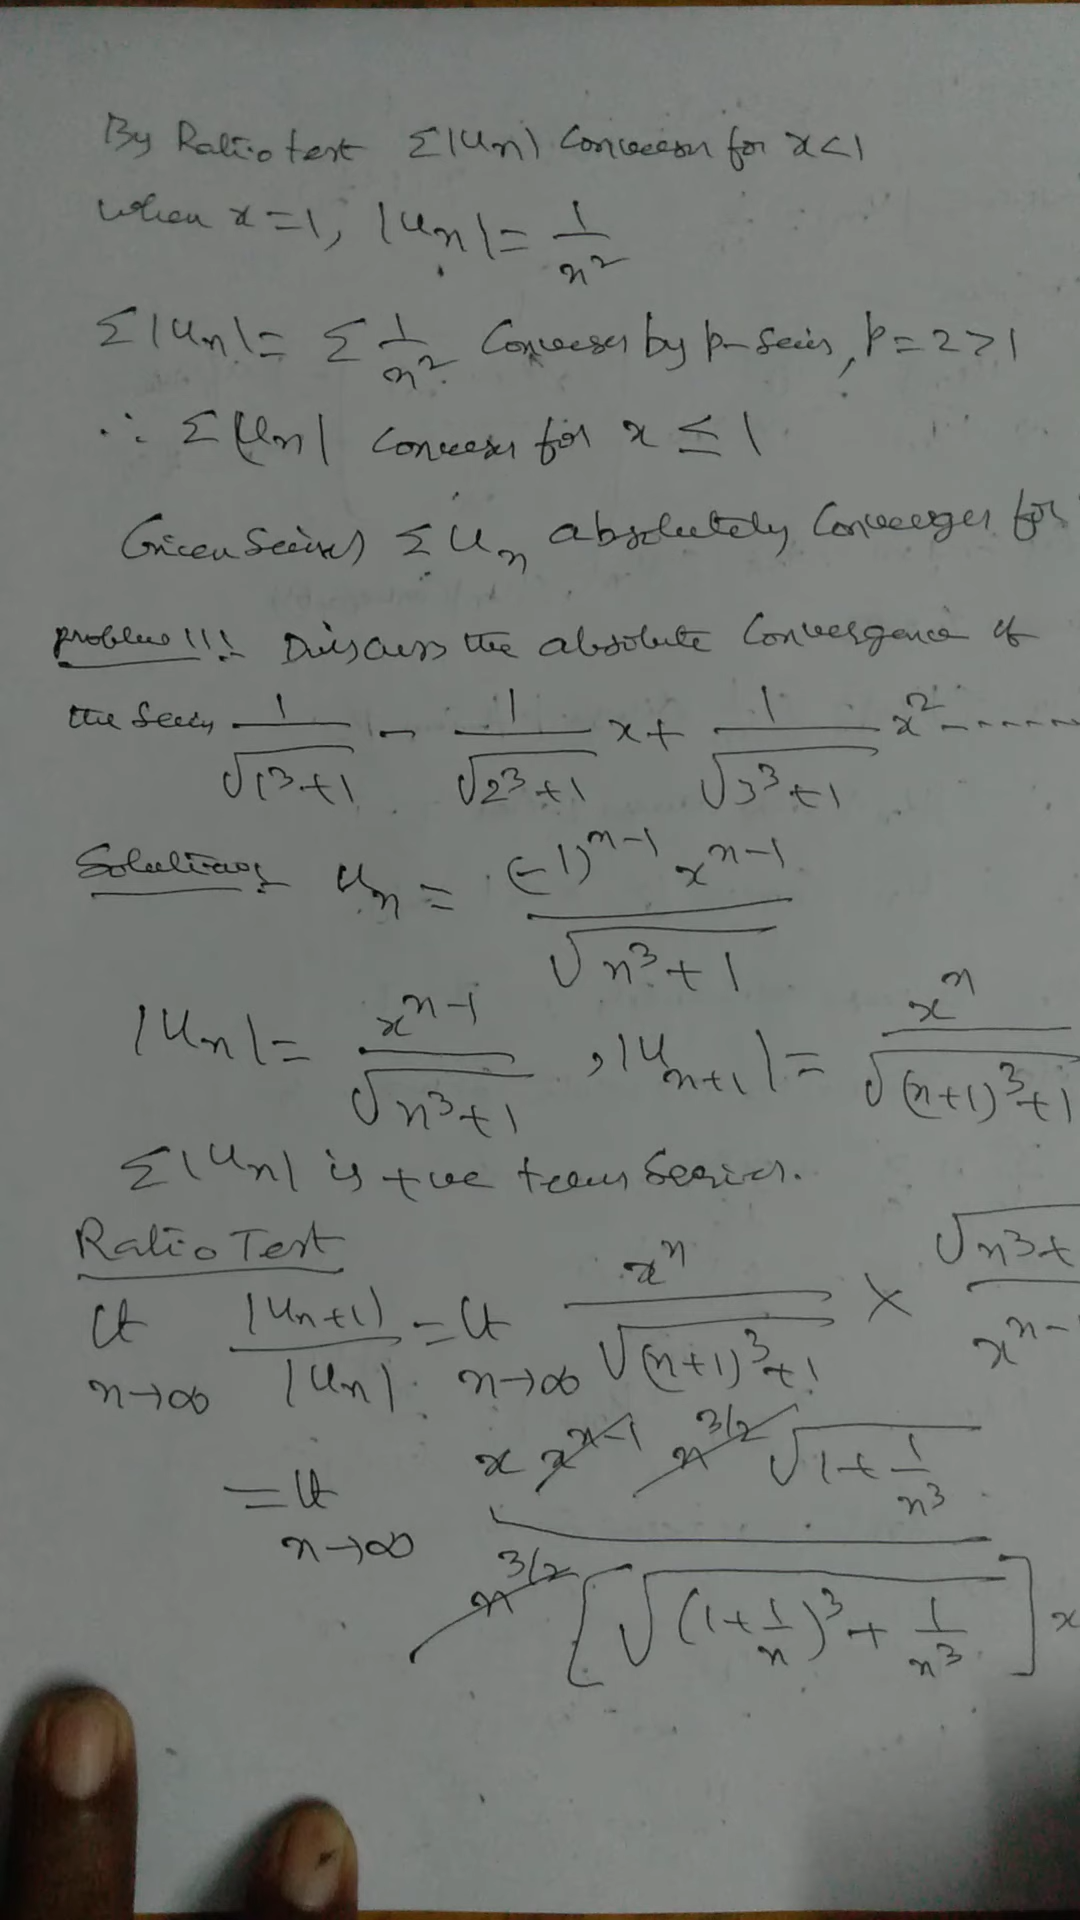 By Ratio test Σ|Un| Converges for x<1
when x=1, |Un| = 1/n²
Σ|Un| = Σ 1/n² Converges by p-Series, p=2>1
∴ Σ|Un| Converges for x ≤ 1
Given Series Σ Un absolutely Converges for
problem !!! Discuss the absolute Convergence of
the Series 1/√(1³+1) - 1/√(2³+1) x + 1/√(3³+1) x² ------
Solution: Un = (-1)^(n-1) x^(n-1) / √(n³+1)
|Un| = x^(n-1) / √(n³+1) , |Un+1| = x^n / √((n+1)³+1)
Σ|Un| is +ve term Series.
Ratio Test
Lt n→∞ |Un+1| / |Un| = Lt n→∞ x^n / √((n+1)³+1) × √n³+ / x^n-
= Lt n→∞ x x^(n-1) n^(3/2) √(1+1/n³) / n^(3/2) [√((1+1/n)³ + 1/n³)] x